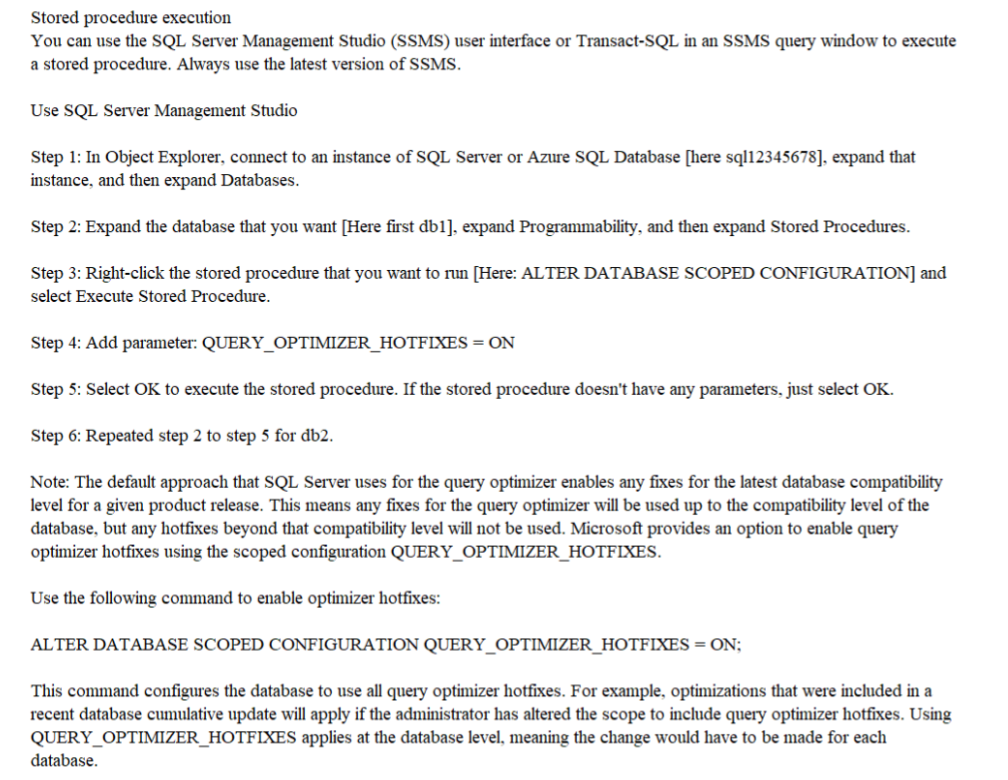 Stored procedure execution
You can use the SQL Server Management Studio (SSMS) user interface or Transact-SQL in an SSMS query window to execute
a stored procedure. Always use the latest version of SSMS.
Use SQL Server Management Studio
Step 1: In Object Explorer, connect to an instance of SQL Server or Azure SQL Database [here sql12345678], expand that
instance, and then expand Databases.
Step 2: Expand the database that you want [Here first db1], expand Programmability, and then expand Stored Procedures.
Step 3: Right-click the stored procedure that you want to run [Here: ALTER DATABASE SCOPED CONFIGURATION] and
select Execute Stored Procedure.
Step 4: Add parameter: QUERY_OPTIMIZER_HOTFIXES = ON
Step 5: Select OK to execute the stored procedure. If the stored procedure doesn't have any parameters, just select OK.
Step 6: Repeated step 2 to step 5 for db2.
Note: The default approach that SQL Server uses for the query optimizer enables any fixes for the latest database compatibility
level for a given product release. This means any fixes for the query optimizer will be used up to the compatibility level of the
database, but any hotfixes beyond that compatibility level will not be used. Microsoft provides an option to enable query
optimizer hotfixes using the scoped configuration QUERY_OPTIMIZER_HOTFIXES.
Use the following command to enable optimizer hotfixes:
ALTER DATABASE SCOPED CONFIGURATION QUERY_OPTIMIZER_HOTFIXES = ON;
This command configures the database to use all query optimizer hotfixes. For example, optimizations that were included in a
recent database cumulative update will apply if the administrator has altered the scope to include query optimizer hotfixes. Using
QUERY_OPTIMIZER_HOTFIXES applies at the database level, meaning the change would have to be made for each
database.